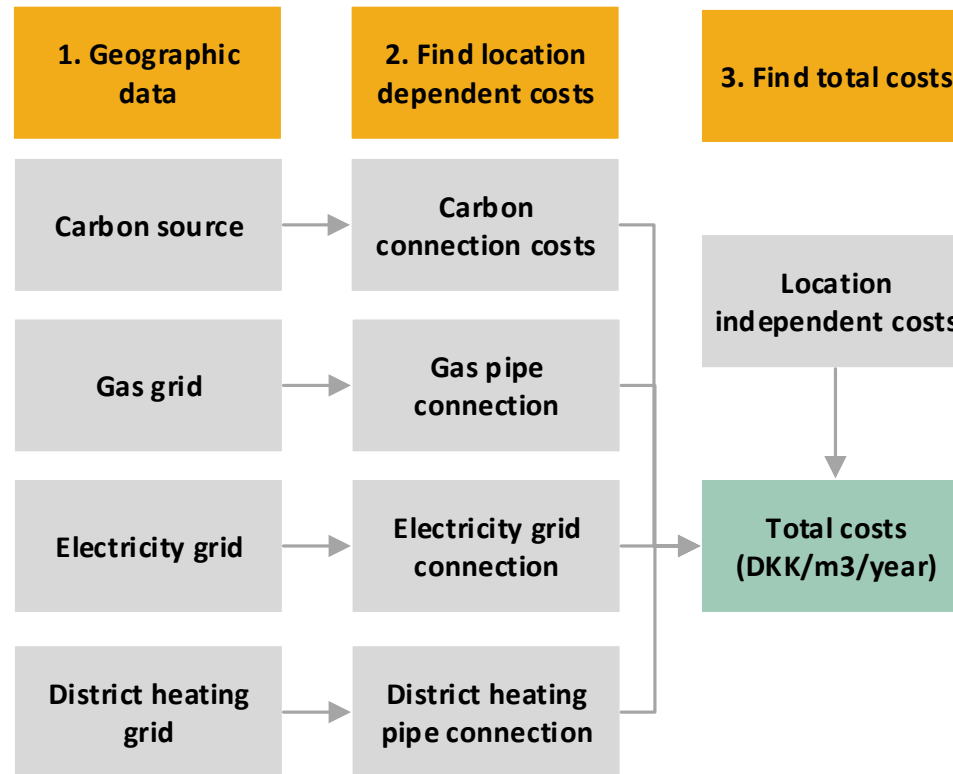 1. Geographic
data
2. Find location
dependent costs
3. Find total costs
Carbon source
Carbon
connection costs
Location
independent costs
Gas grid
Gas pipe
connection
Electricity grid
Electricity grid
connection
Total costs
(DKK/m3/year)
District heating
grid
District heating
pipe connection